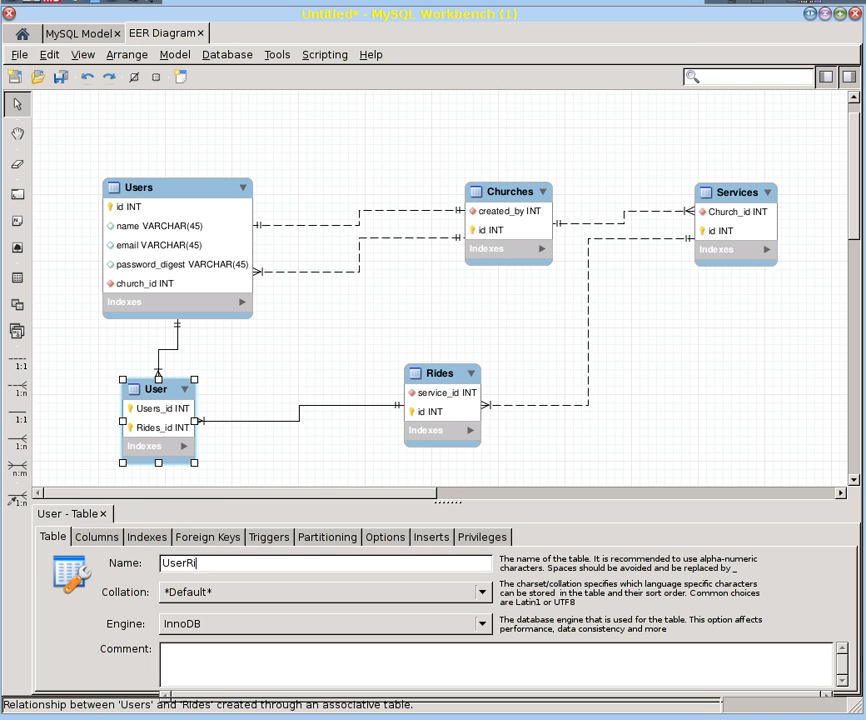 Untitled* - MySQL Workbench (1)
MySQL Model× EER Diagram×
File Edit View Arrange Model Database Tools Scripting Help
Users
id INT
name VARCHAR(45)
email VARCHAR(45)
password_digest VARCHAR(45)
church_id INT
Indexes
Churches
created_by INT
id INT
Indexes
Services
Church_id INT
id INT
Indexes
User
Users_id INT
Rides_id INT
Indexes
Rides
service_id INT
id INT
Indexes
1:1
1:n
1:1
1:n
n:m
1:n
User - Table×
Table Columns Indexes Foreign Keys Triggers Partitioning Options Inserts Privileges
Name: UserRi
The name of the table. It is recommended to use alpha-numeric
characters. Spaces should be avoided and be replaced by _
Collation: *Default*
The charset/collation specifies which language specific characters
can be stored in the table and their sort order. Common choices
are Latin1 or UTF8
Engine: InnoDB
The database engine that is used for the table. This option affects
performance, data consistency and more
Comment:
Relationship between 'Users' and 'Rides' created through an associative table.